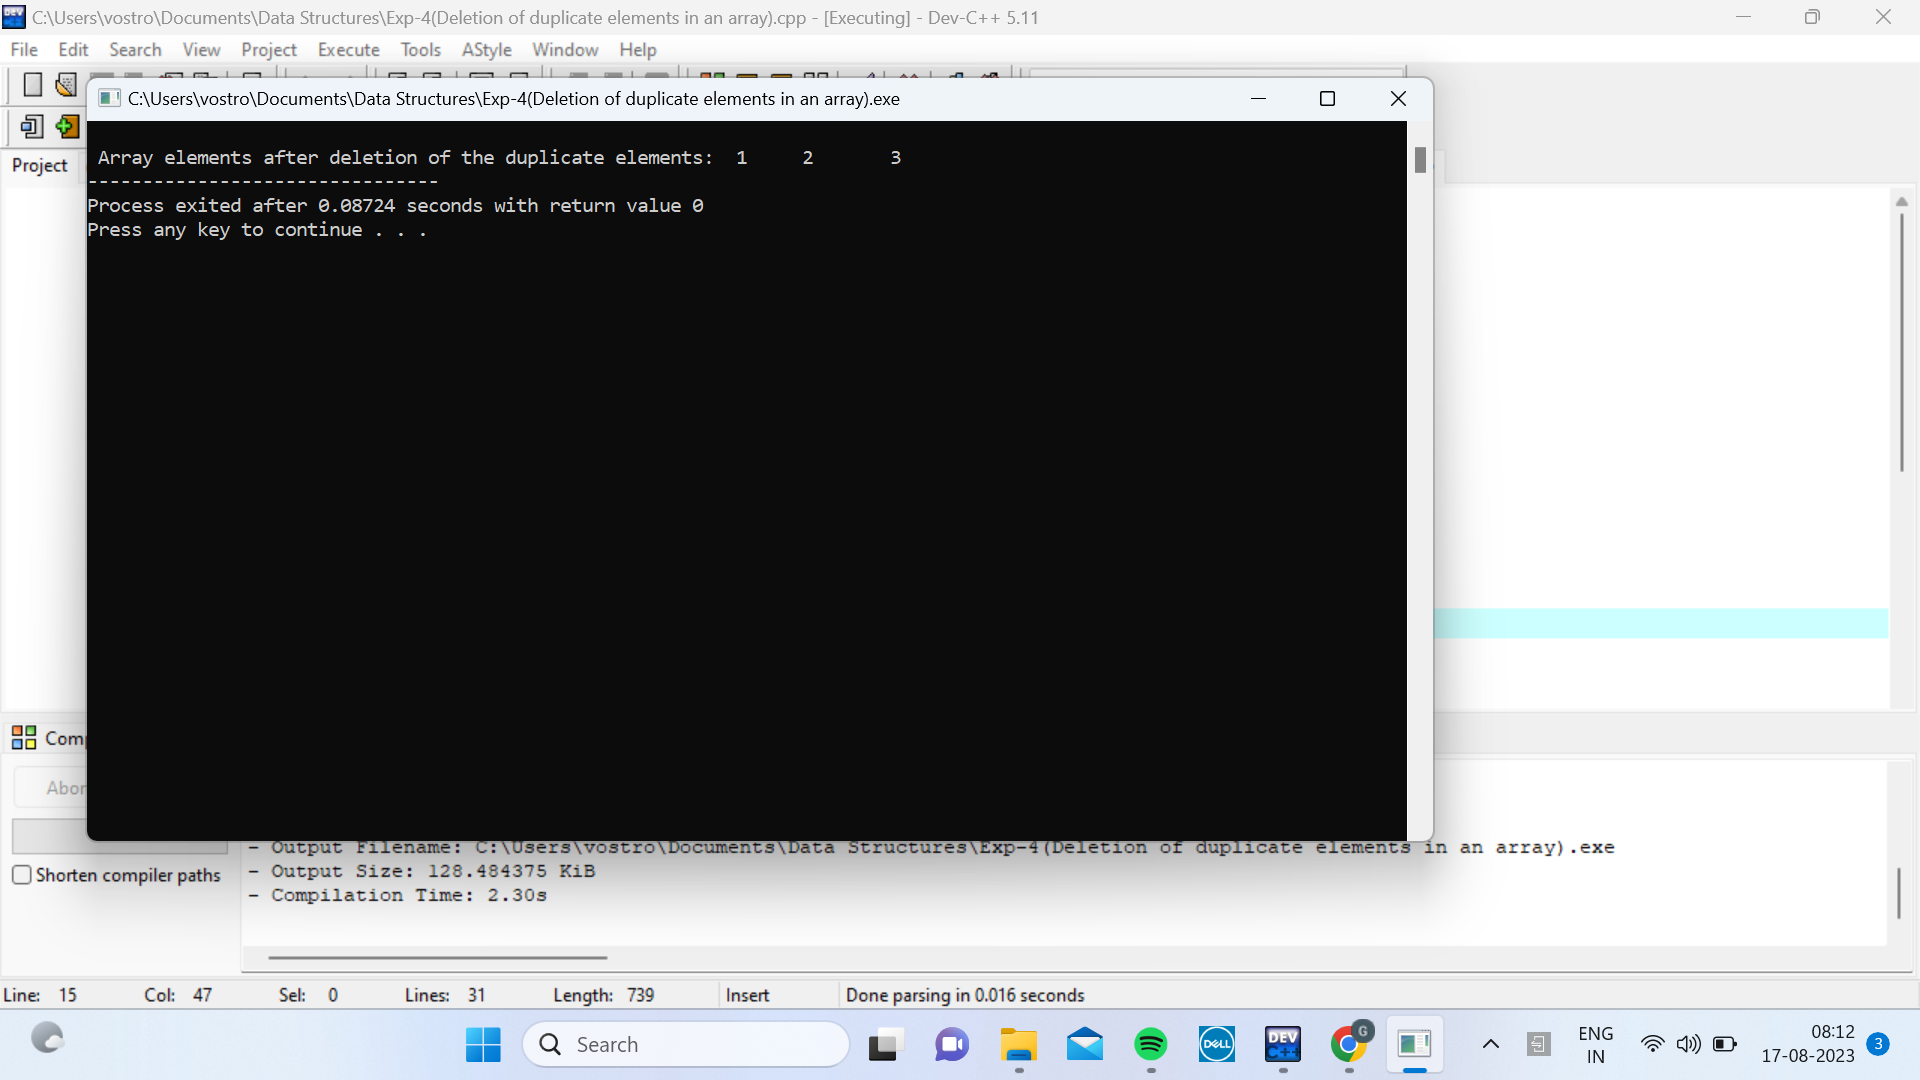 C:\Users\vostro\Documents\Data Structures\Exp-4(Deletion of duplicate elements in an array).cpp - [Executing] - Dev-C++ 5.11
File Edit Search View Project Execute Tools AStyle Window Help
C:\Users\vostro\Documents\Data Structures\Exp-4(Deletion of duplicate elements in an array).exe
Array elements after deletion of the duplicate elements: 1 2 3
--------------------------------
Process exited after 0.08724 seconds with return value 0
Press any key to continue . . .
Project
Comp
Abor
Shorten compiler paths
- Output Filename: C:\Users\vostro\Documents\Data Structures\Exp-4(Deletion of duplicate elements in an array).exe
- Output Size: 128.484375 KiB
- Compilation Time: 2.30s
Line: 15 Col: 47 Sel: 0 Lines: 31 Length: 739 Insert Done parsing in 0.016 seconds
Search
DELL
DEV C++
G
ENG
IN
08:12
17-08-2023
3